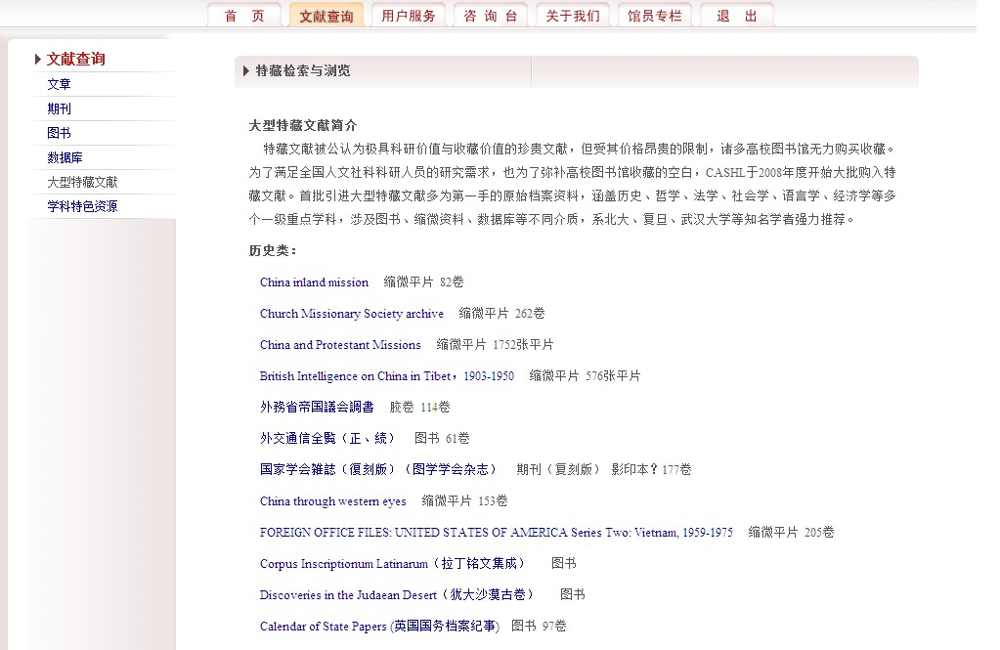 首 页 文献查询 用户服务 咨 询 台 关于我们 馆员专栏 退 出
文献查询
文章
期刊
图书
数据库
大型特藏文献
学科特色资源
特藏检索与浏览
大型特藏文献简介
特藏文献被公认为极具科研价值与收藏价值的珍贵文献，但受其价格昂贵的限制，诸多高校图书馆无力购买收藏。
为了满足全国人文社科科研人员的研究需求，也为了弥补高校图书馆收藏的空白，CASHL于2008年度开始大批购入特
藏文献。首批引进大型特藏文献多为第一手的原始档案资料，涵盖历史、哲学、法学、社会学、语言学、经济学等多
个一级重点学科，涉及图书、缩微资料、数据库等不同介质，系北大、复旦、武汉大学等知名学者强力推荐。
历史类：
China inland mission 缩微平片 82卷
Church Missionary Society archive 缩微平片 262卷
China and Protestant Missions 缩微平片 1752张平片
British Intelligence on China in Tibet，1903-1950 缩微平片 576张平片
外務省帝国議会調書 胶卷 114卷
外交通信全覧（正、続） 图书 61卷
国家学会雑誌（復刻版）（图学学会杂志） 期刊（复刻版） 影印本？177卷
China through western eyes 缩微平片 153卷
FOREIGN OFFICE FILES: UNITED STATES OF AMERICA Series Two: Vietnam, 1959-1975 缩微平片 205卷
Corpus Inscriptionum Latinarum（拉丁铭文集成） 图书
Discoveries in the Judaean Desert（犹大沙漠古卷） 图书
Calendar of State Papers (英国国务档案纪事) 图书 97卷